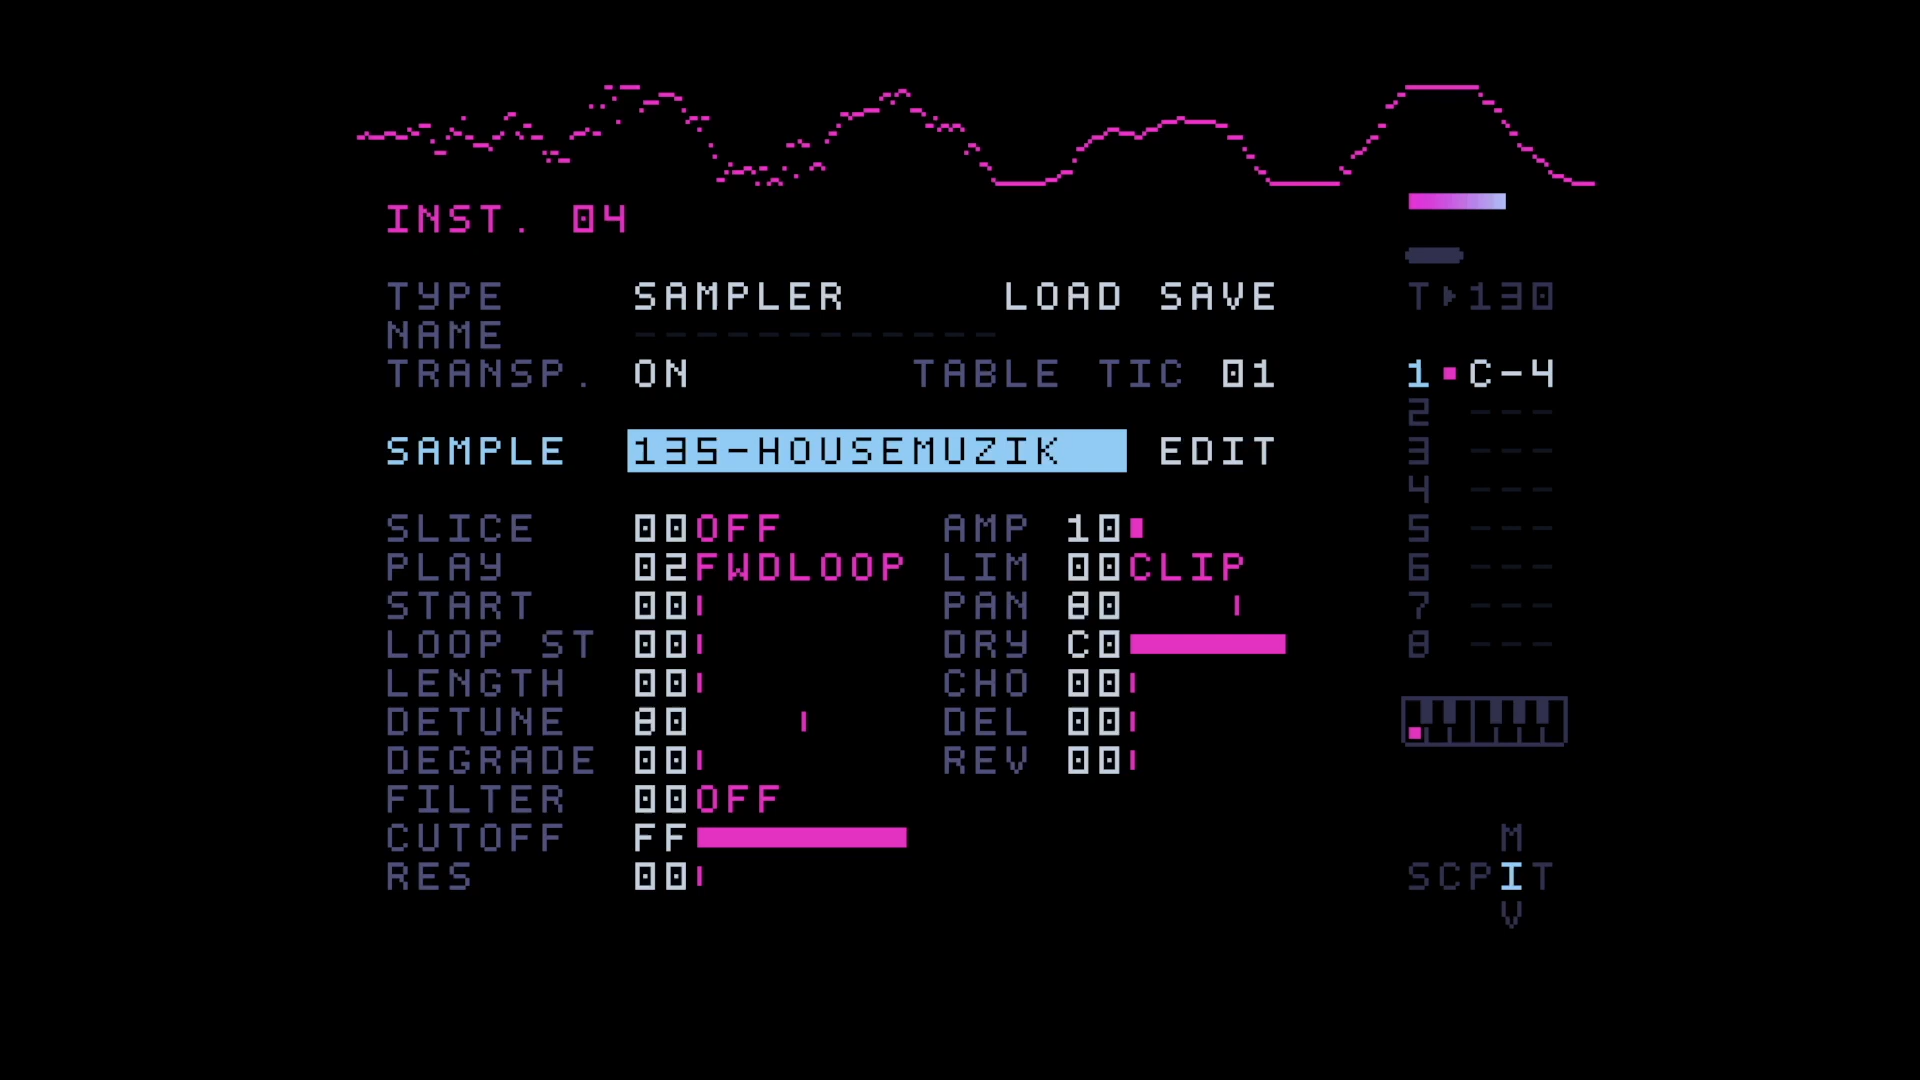 INST. 04
TYPE SAMPLER LOAD SAVE T▸130
NAME ------------
TRANSP. ON TABLE TIC 01 1 C-4
2 ---
SAMPLE 135-HOUSEMUZIK EDIT 3 ---
4 ---
SLICE 00OFF AMP 10 5 ---
PLAY 02FWDLOOP LIM 00CLIP 6 ---
START 00 PAN 80 7 ---
LOOP ST 00 DRY C0 8 ---
LENGTH 00 CHO 00
DETUNE 80 DEL 00
DEGRADE 00 REV 00
FILTER 00OFF
CUTOFF FF M
RES 00 SCPIT
V